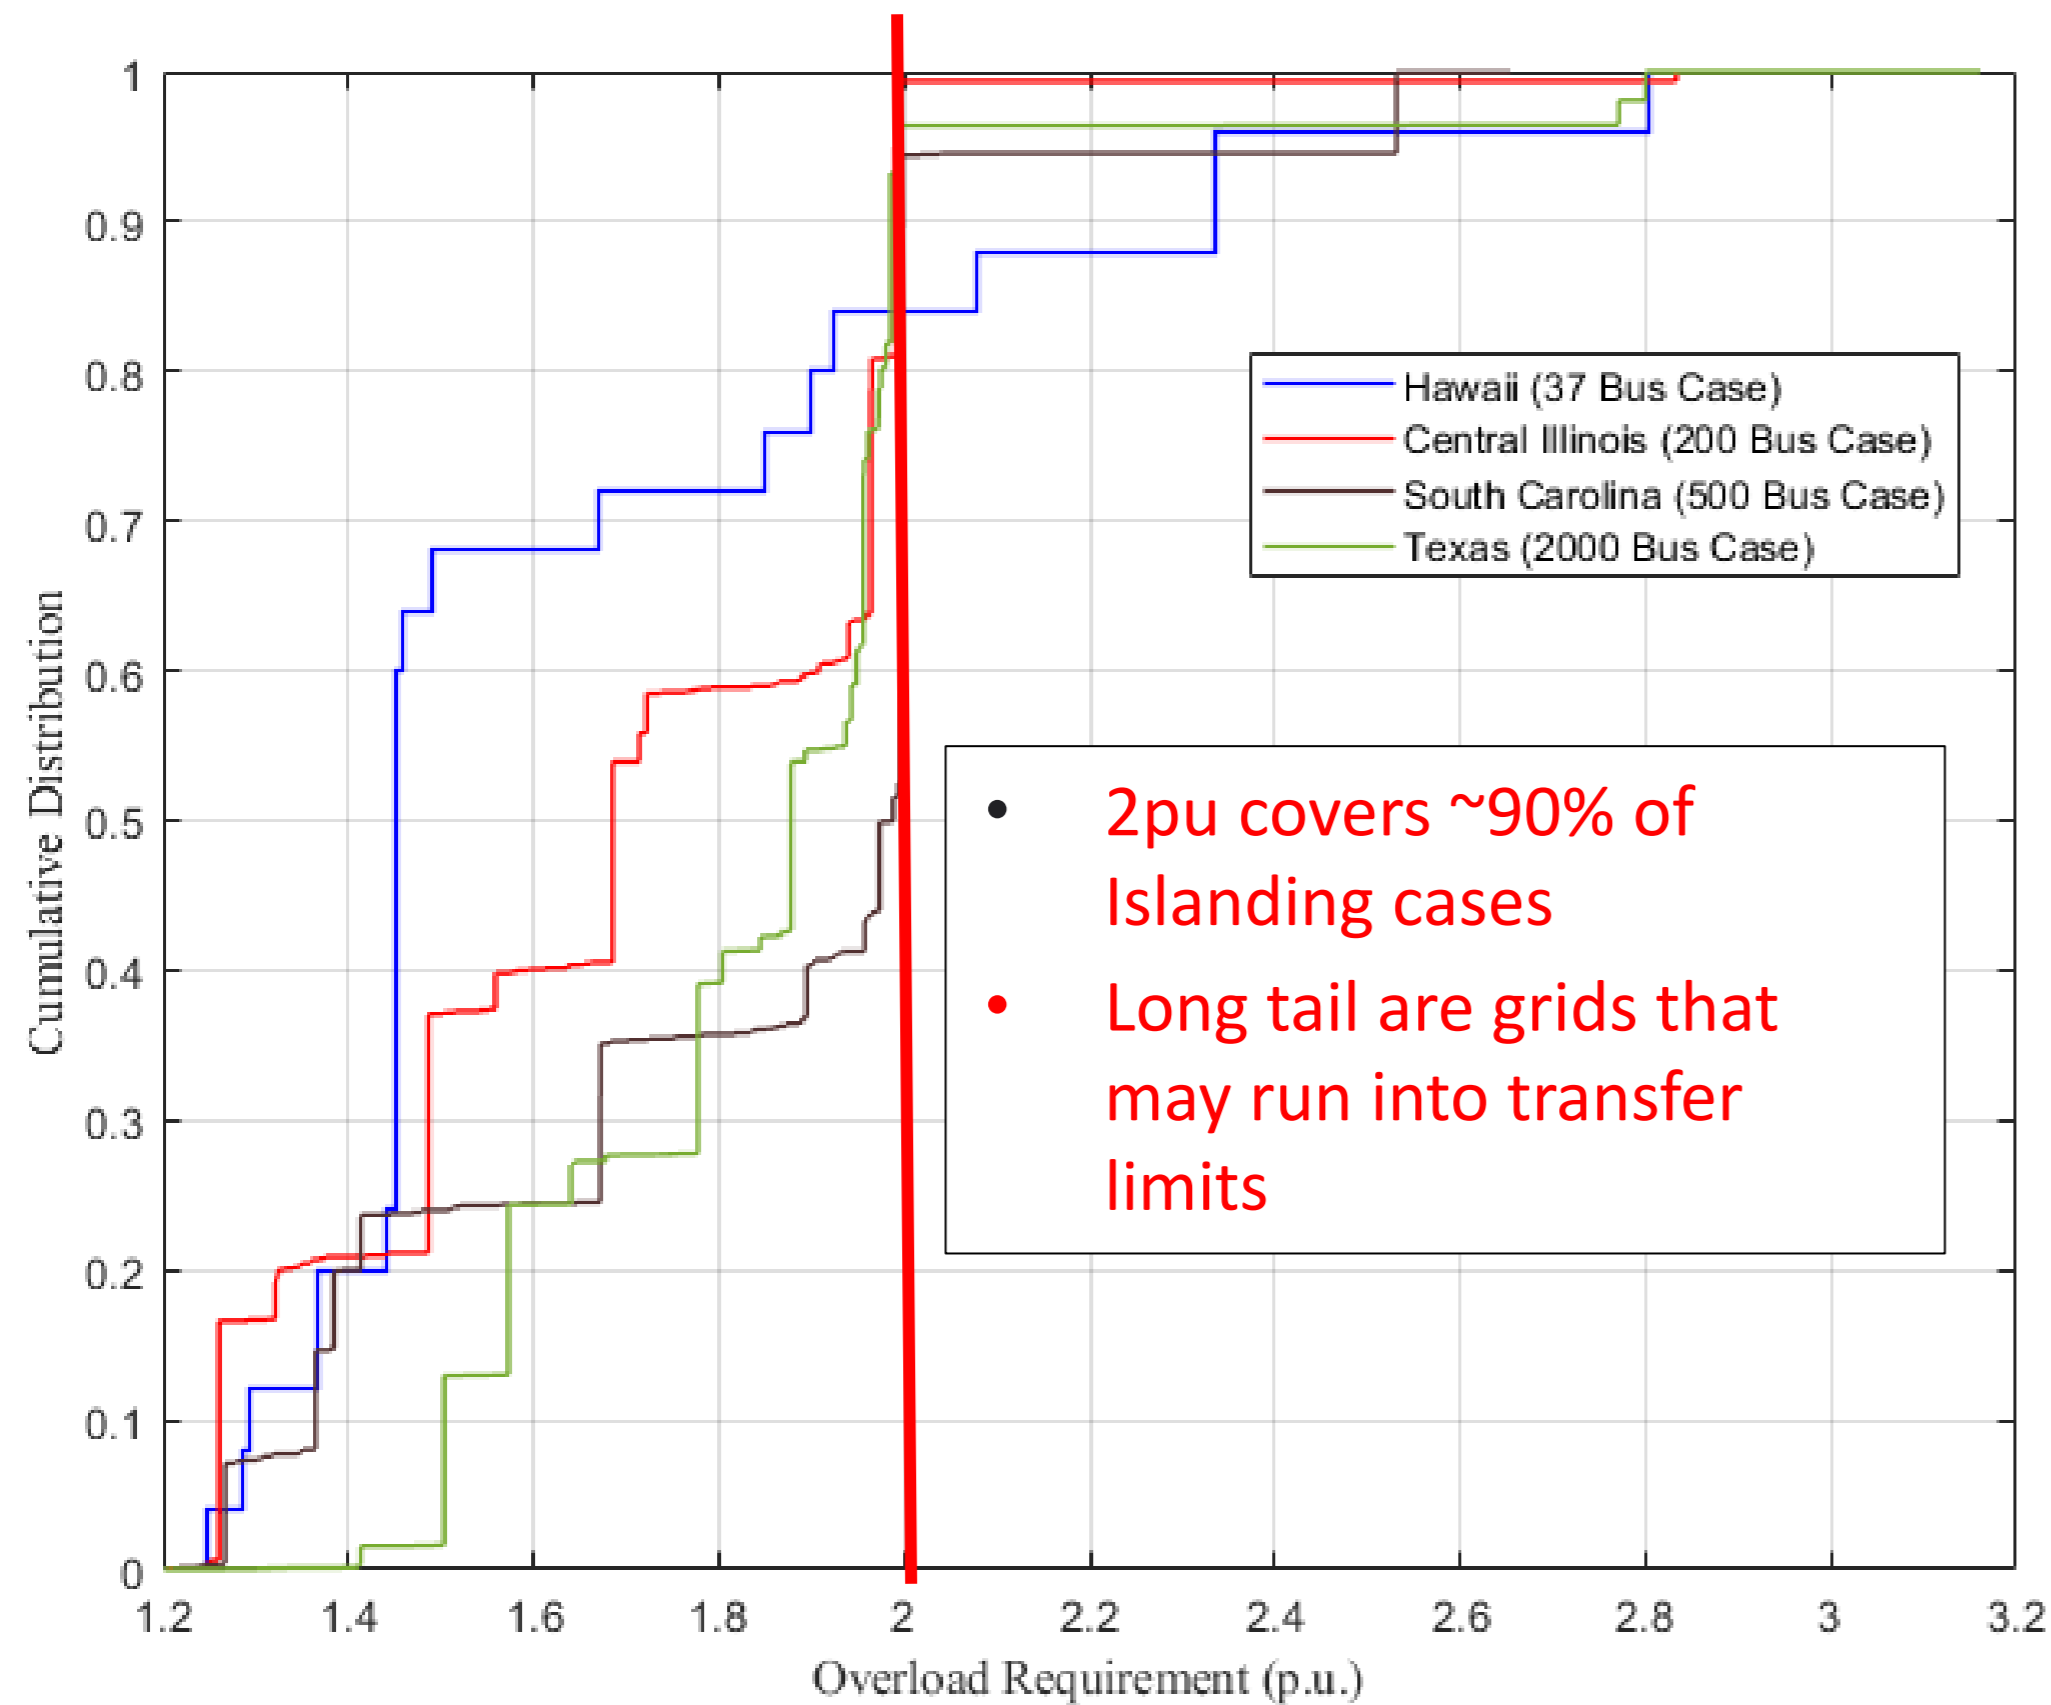 1
0.9
0.8
0.7
0.6
0.5
0.4
0.3
0.2
0.1
0
Cumulative Distribution
Hawaii (37 Bus Case)
Central Illinois (200 Bus Case)
South Carolina (500 Bus Case)
Texas (2000 Bus Case)
• 2pu covers ~90% of
Islanding cases
• Long tail are grids that
may run into transfer
limits
1.2 1.4 1.6 1.8 2 2.2 2.4 2.6 2.8 3 3.2
Overload Requirement (p.u.)